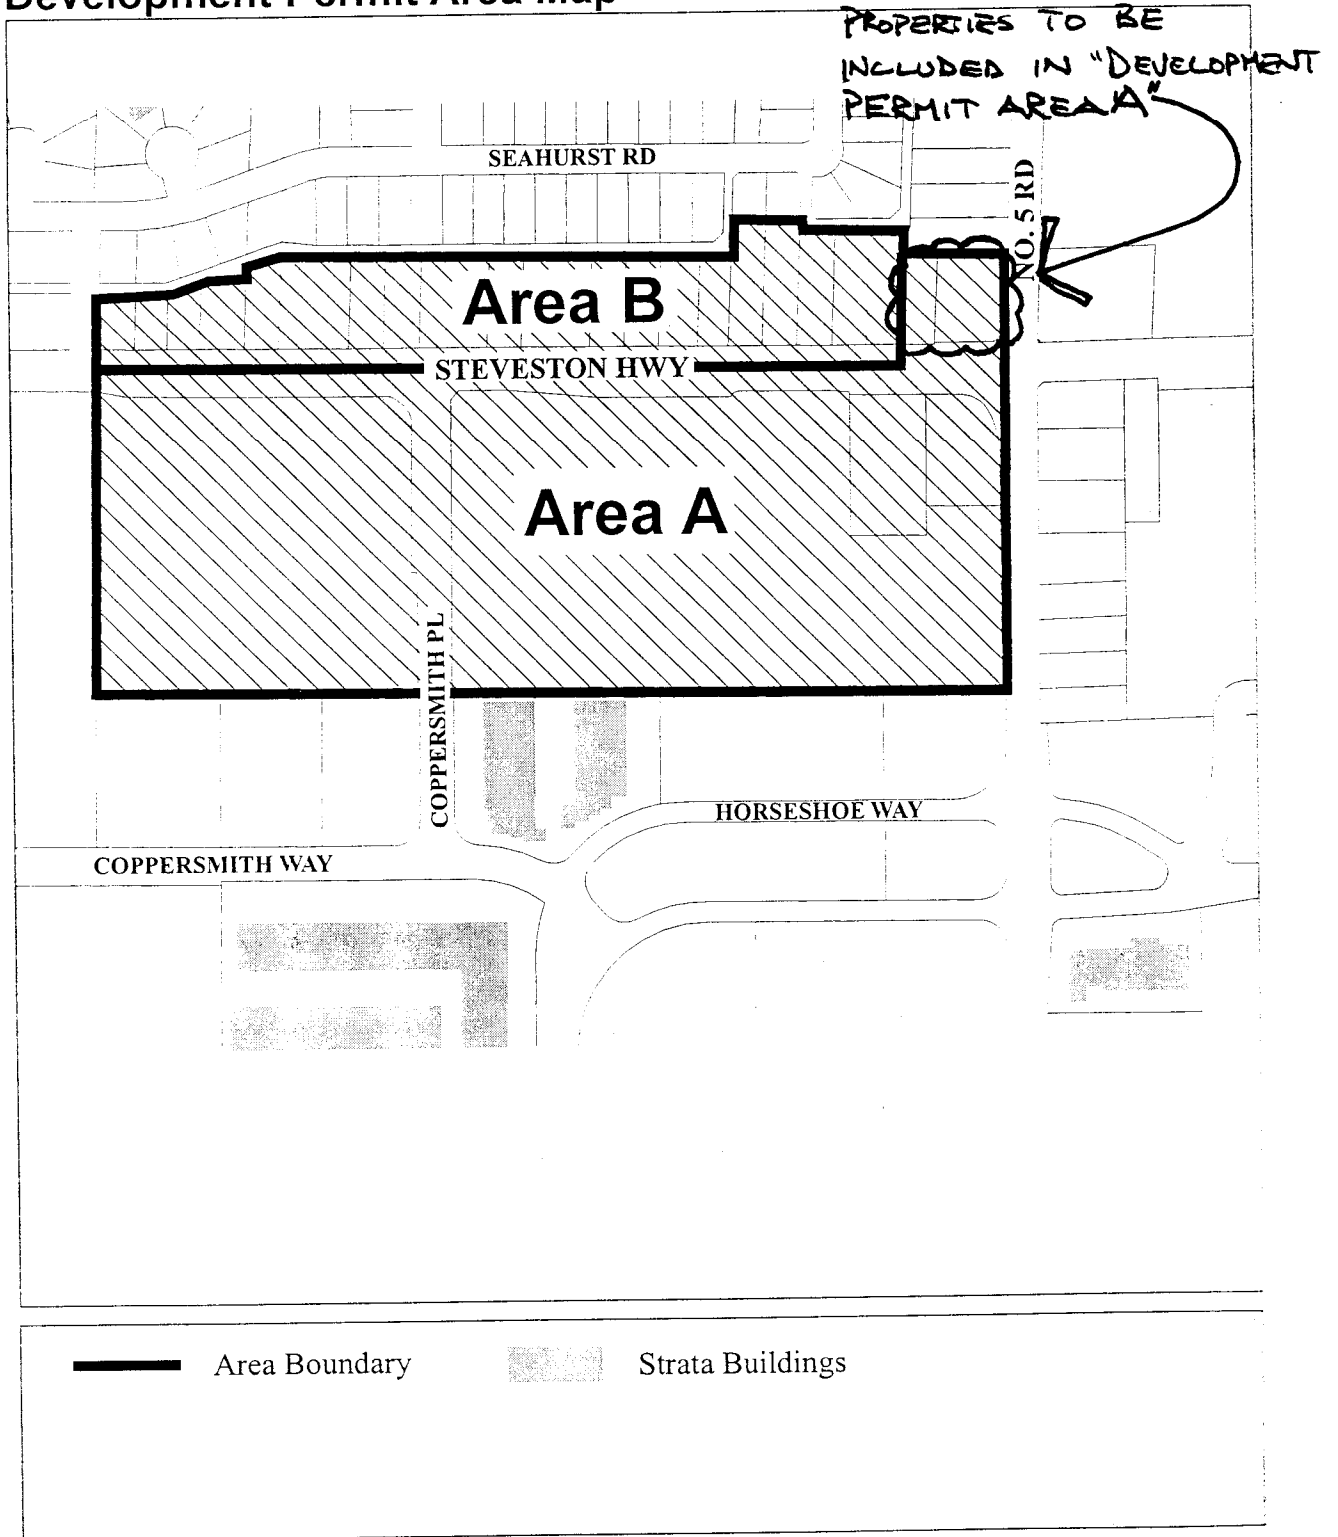 Development Permit Area Map
PROPERTIES TO BE
INCLUDED IN "DEVELOPMENT
PERMIT AREA A"
SEAHURST RD
NO. 5 RD
Area B
STEVESTON HWY
Area A
COPPERSMITH PL
HORSESHOE WAY
COPPERSMITH WAY
Area Boundary
Strata Buildings